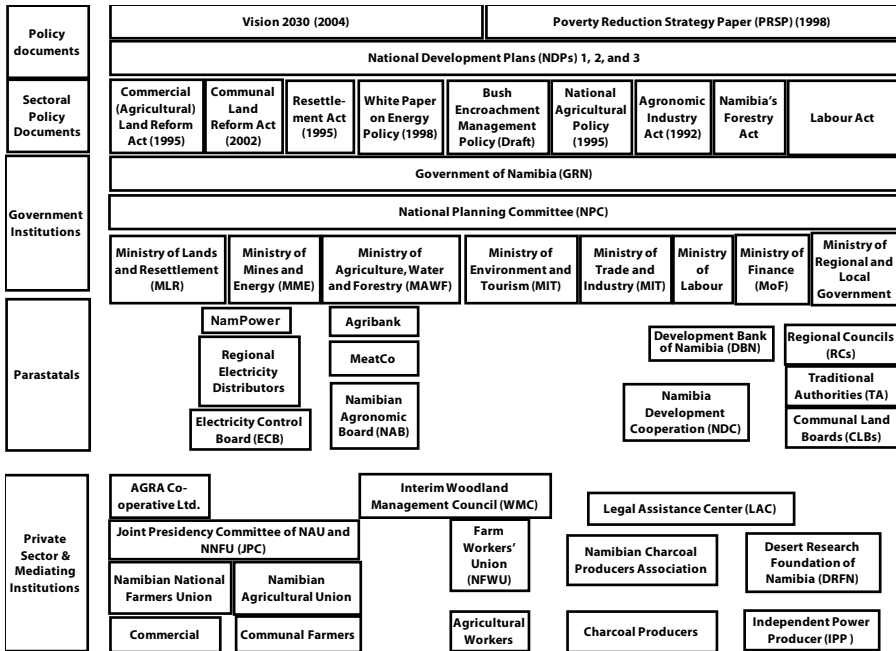 Policy
documents
Vision 2030 (2004)
Poverty Reduction Strategy Paper (PRSP) (1998)
National Development Plans (NDPs) 1, 2, and 3
Sectoral
Policy
Documents
Commercial
(Agricultural)
Land Reform
Act (1995)
Communal
Land
Reform Act
(2002)
Resettle-
ment Act
(1995)
White Paper
on Energy
Policy (1998)
Bush
Encroachment
Management
Policy (Draft)
National
Agricultural
Policy
(1995)
Agronomic
Industry
Act (1992)
Namibia's
Forestry
Act
Labour Act
Government
Institutions
Government of Namibia (GRN)
National Planning Committee (NPC)
Ministry of Lands
and Resettlement
(MLR)
Ministry of
Mines and
Energy (MME)
Ministry of
Agriculture, Water
and Forestry (MAWF)
Ministry of
Environment and
Tourism (MIT)
Ministry of
Trade and
Industry (MIT)
Ministry
of
Labour
Ministry
of Finance
(MoF)
Ministry of
Regional and
Local
Government
Parastatals
NamPower
Regional
Electricity
Distributors
Electricity Control
Board (ECB)
Agribank
MeatCo
Namibian
Agronomic
Board (NAB)
Development Bank
of Namibia (DBN)
Namibia
Development
Cooperation (NDC)
Regional Councils
(RCs)
Traditional
Authorities (TA)
Communal Land
Boards (CLBs)
Private
Sector &
Mediating
Institutions
AGRA Co-
operative Ltd.
Interim Woodland
Management Council (WMC)
Legal Assistance Center (LAC)
Joint Presidency Committee of NAU and
NNFU (JPC)
Farm
Workers'
Union
(NFWU)
Namibian Charcoal
Producers Association
Desert Research
Foundation of
Namibia (DRFN)
Namibian National
Farmers Union
Namibian
Agricultural Union
Commercial
Communal Farmers
Agricultural
Workers
Charcoal Producers
Independent Power
Producer (IPP )